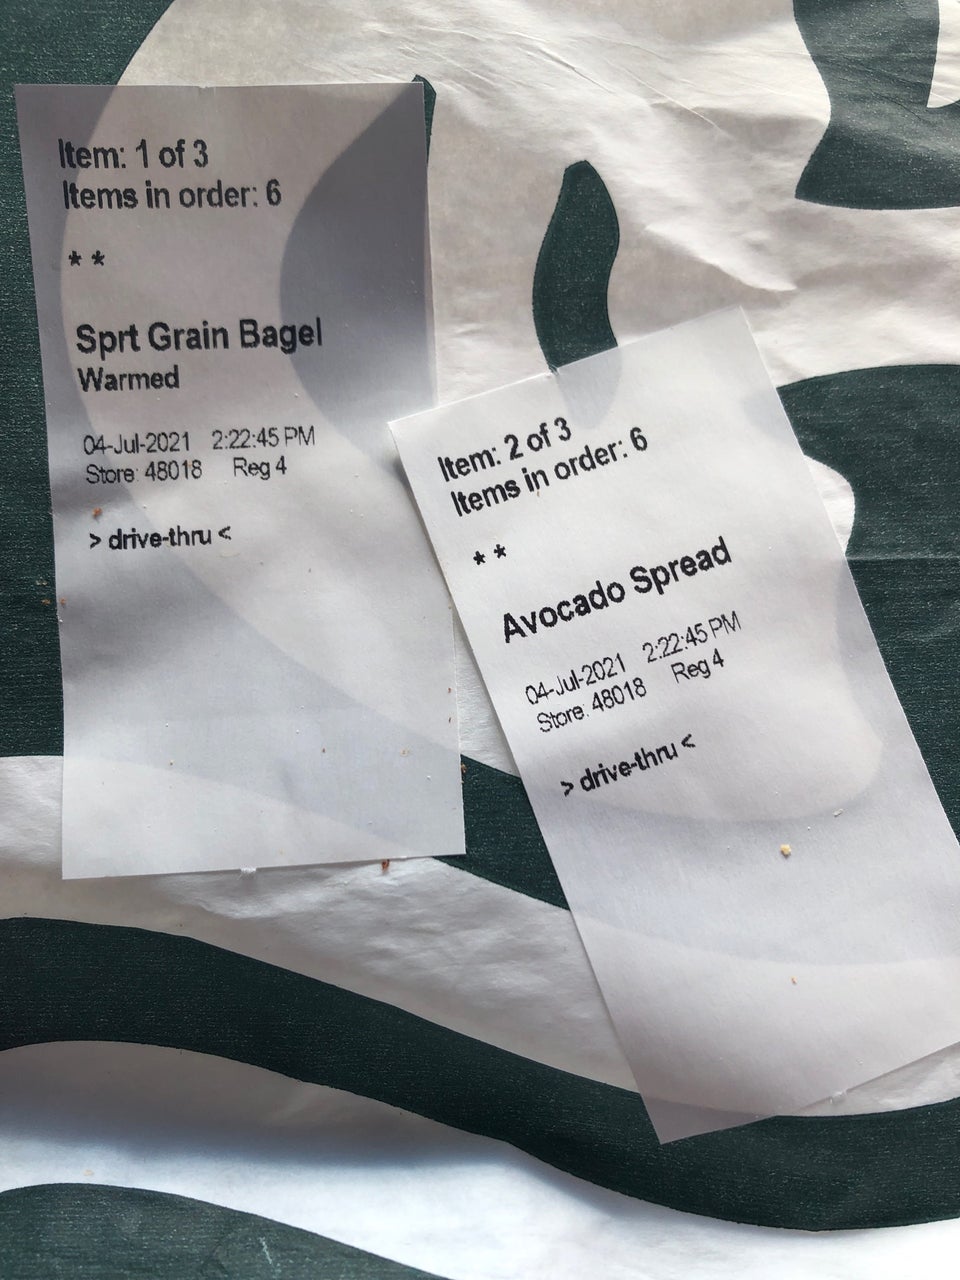 Item: 1 of 3
Items in order: 6
* *
Sprt Grain Bagel
Warmed
04-Jul-2021 2:22:45 PM
Store: 48018 Reg 4
> drive-thru <
Item: 2 of 3
Items in order: 6
* *
Avocado Spread
04-Jul-2021 2:22:45 PM
Store: 48018 Reg 4
> drive-thru <